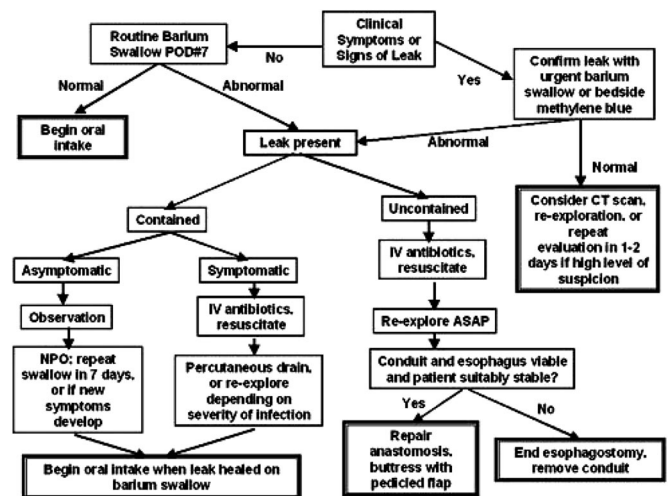 Clinical
Symptoms or
Signs of Leak
Routine Barium
Swallow POD#7
No
Yes
Confirm leak with
urgent barium
swallow or bedside
methylene blue
Normal
Abnormal
Begin oral
intake
Leak present
Abnormal
Normal
Consider CT scan,
re-exploration, or
repeat
evaluation in 1-2
days if high level of
suspicion
Contained
Uncontained
Asymptomatic
Symptomatic
IV antibiotics,
resuscitate
Observation
IV antibiotics,
resuscitate
Re-explore ASAP
NPO: repeat
swallow in 7 days,
or if new
symptoms
develop
Percutaneous drain,
or re-explore
depending on
severity of infection
Conduit and esophagus viable
and patient suitably stable?
Yes
No
Begin oral intake when leak healed on
barium swallow
Repair
anastomosis,
buttress with
pedicled flap
End esophagostomy,
remove conduit